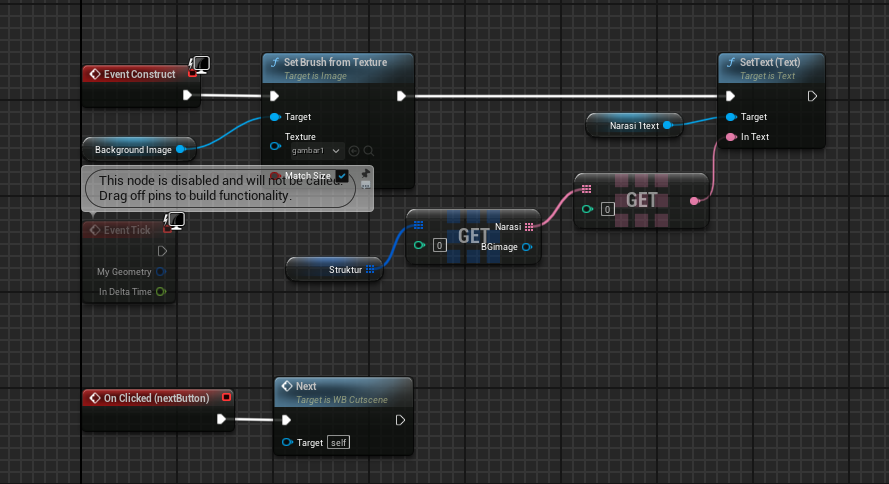 Event Construct
Set Brush from Texture
Target is Image
Target
Texture
gambar1
Match Size
Background Image
SetText (Text)
Target is Text
Target
In Text
Narasi 1text
This node is disabled and will not be called.
Drag off pins to build functionality.
Event Tick
My Geometry
In Delta Time
GET
0
GET
Narasi
0
BGimage
Struktur
On Clicked (nextButton)
Next
Target is WB Cutscene
Target self